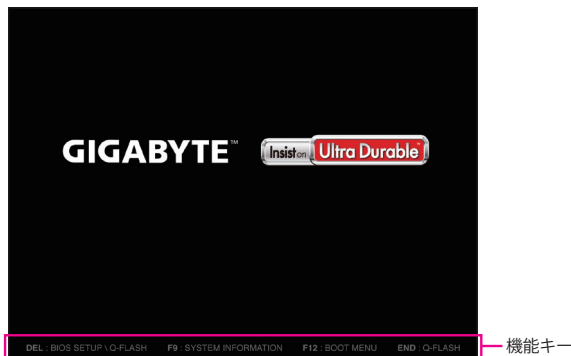 GIGABYTE™ Insist on Ultra Durable™
DEL : BIOS SETUP \ Q-FLASH F9 : SYSTEM INFORMATION F12 : BOOT MENU END : Q-FLASH
機能キー